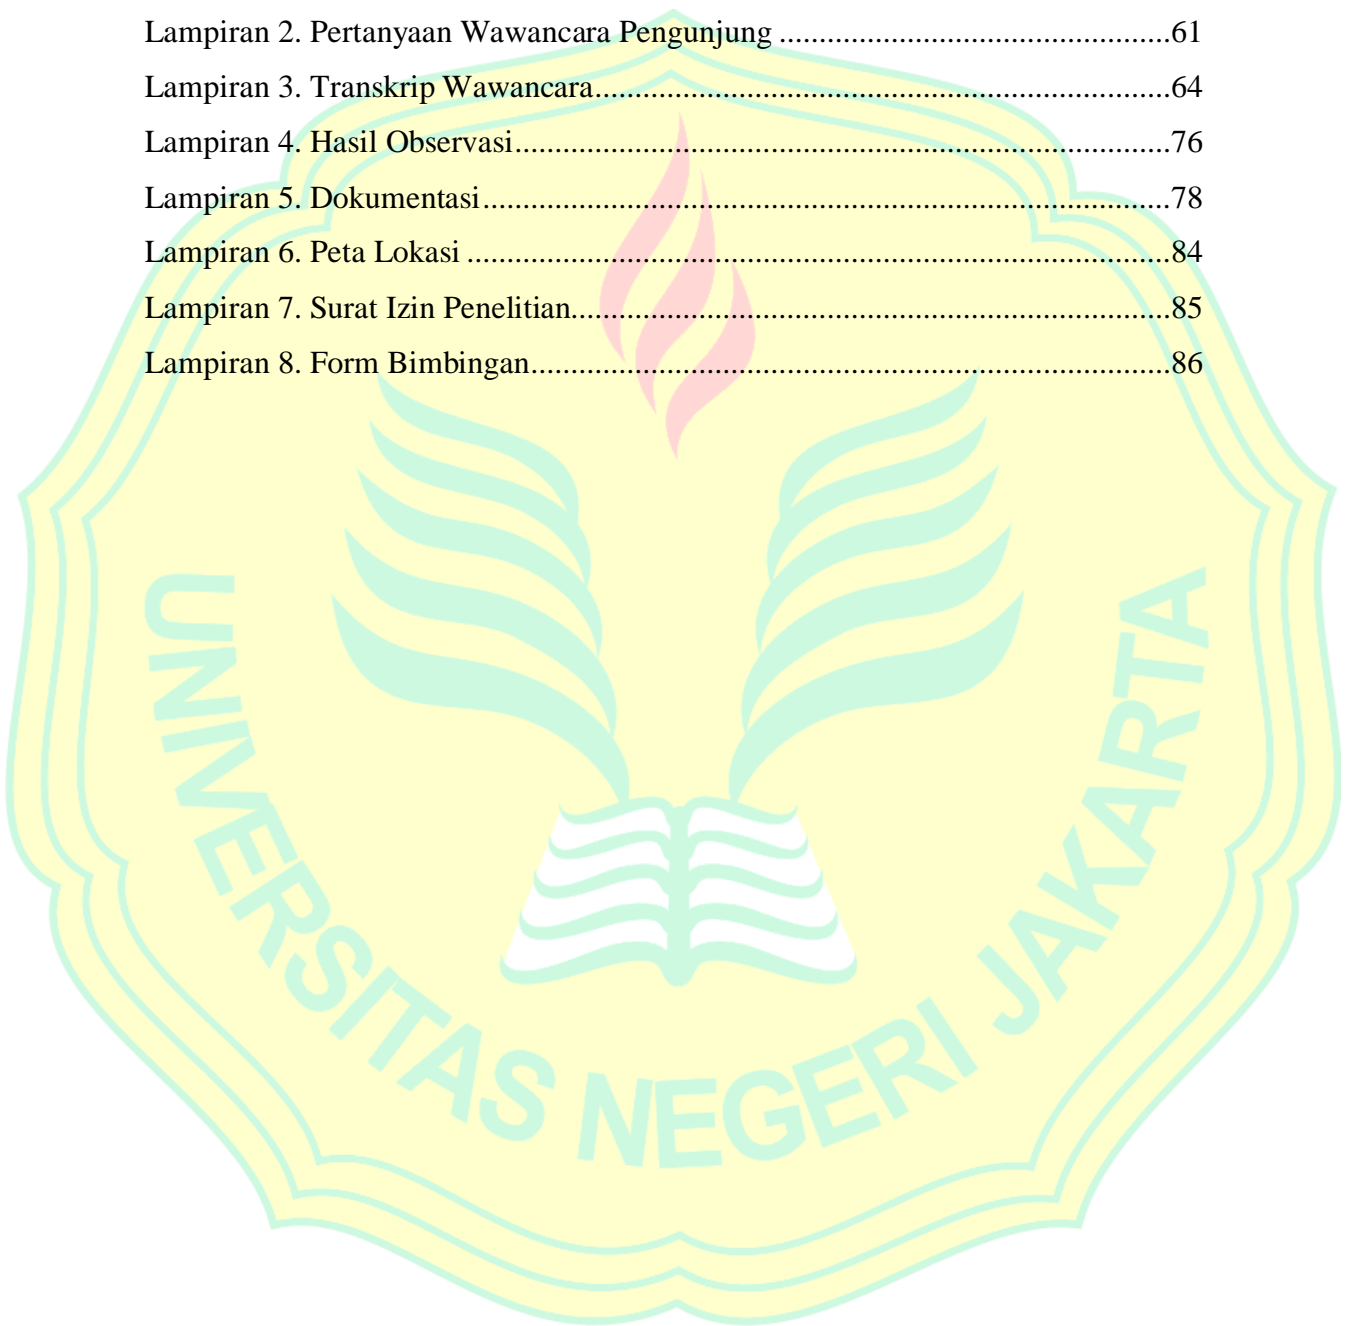 Lampiran 2. Pertanyaan Wawancara Pengunjung ................................................61
Lampiran 3. Transkrip Wawancara.......................................................................64
Lampiran 4. Hasil Observasi.................................................................................76
Lampiran 5. Dokumentasi.....................................................................................78
Lampiran 6. Peta Lokasi .......................................................................................84
Lampiran 7. Surat Izin Penelitian..........................................................................85
Lampiran 8. Form Bimbingan...............................................................................86
UNIVERSITAS NEGERI JAKARTA